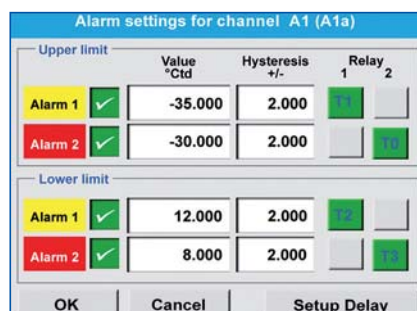 Alarm settings for channel A1 (A1a)
Upper limit
Value Hysteresis Relay
°Ctd +/- 1 2
Alarm 1 -35.000 2.000 T1
Alarm 2 -30.000 2.000 T0
Lower limit
Alarm 1 12.000 2.000 T2
Alarm 2 8.000 2.000 T3
OK Cancel Setup Delay